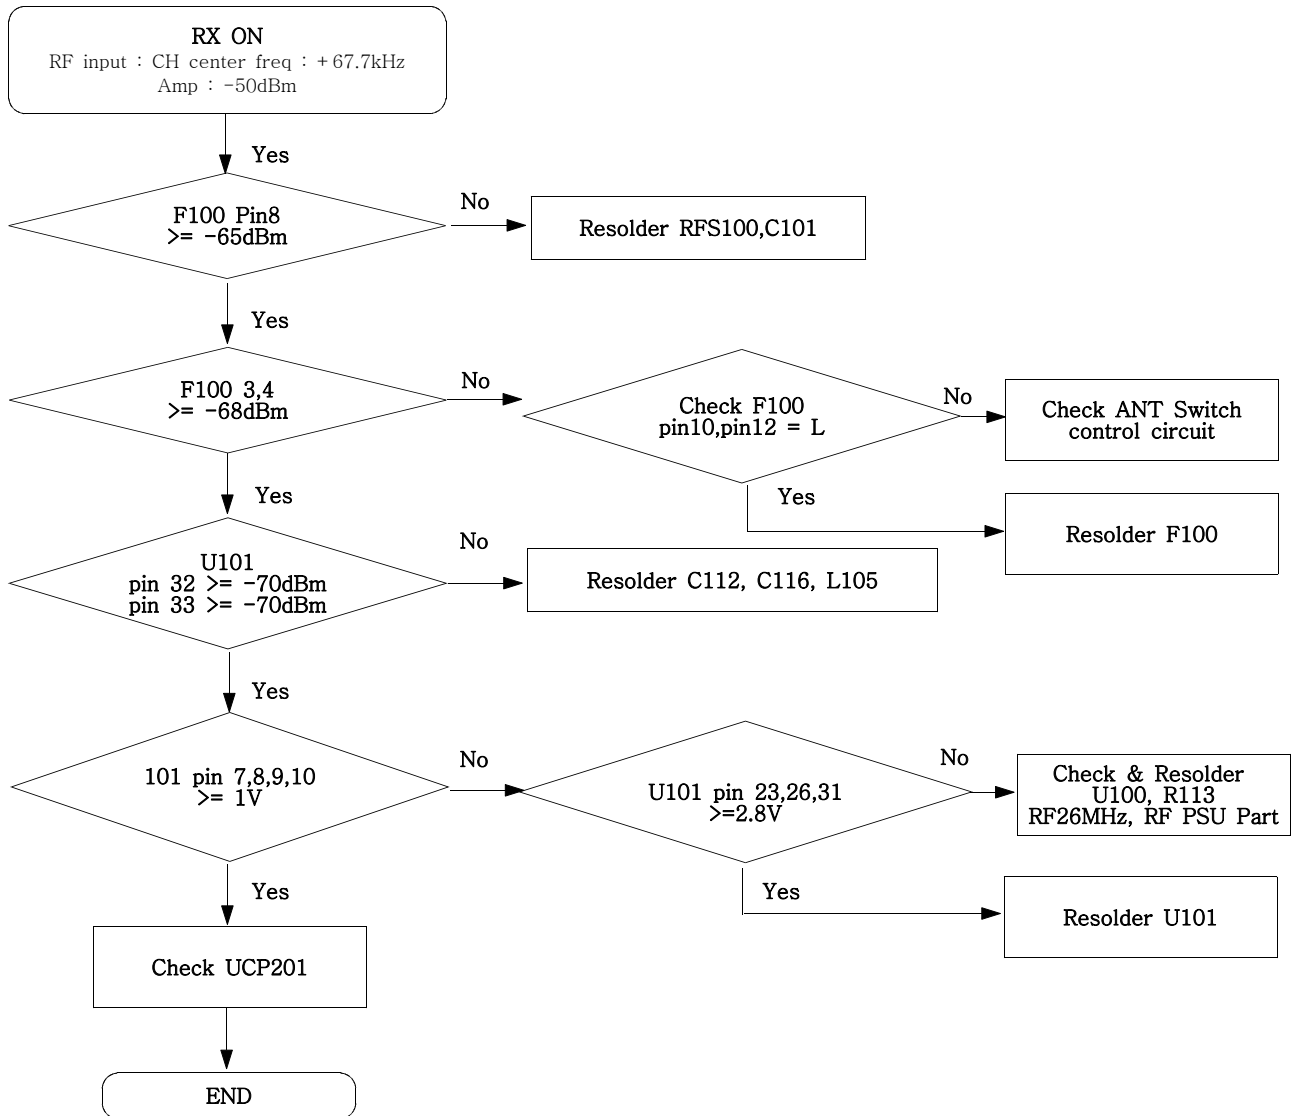 RX ON
RF input : CH center freq : +67.7kHz
Amp : -50dBm
Yes
F100 Pin8
>= -65dBm
No
Resolder RFS100,C101
Yes
F100 3,4
>= -68dBm
No
Check F100
pin10,pin12 = L
No
Check ANT Switch
control circuit
Yes
Resolder F100
Yes
U101
pin 32 >= -70dBm
pin 33 >= -70dBm
No
Resolder C112, C116, L105
Yes
101 pin 7,8,9,10
>= 1V
No
U101 pin 23,26,31
>=2.8V
No
Check & Resolder
U100, R113
RF26MHz, RF PSU Part
Yes
Resolder U101
Yes
Check UCP201
END